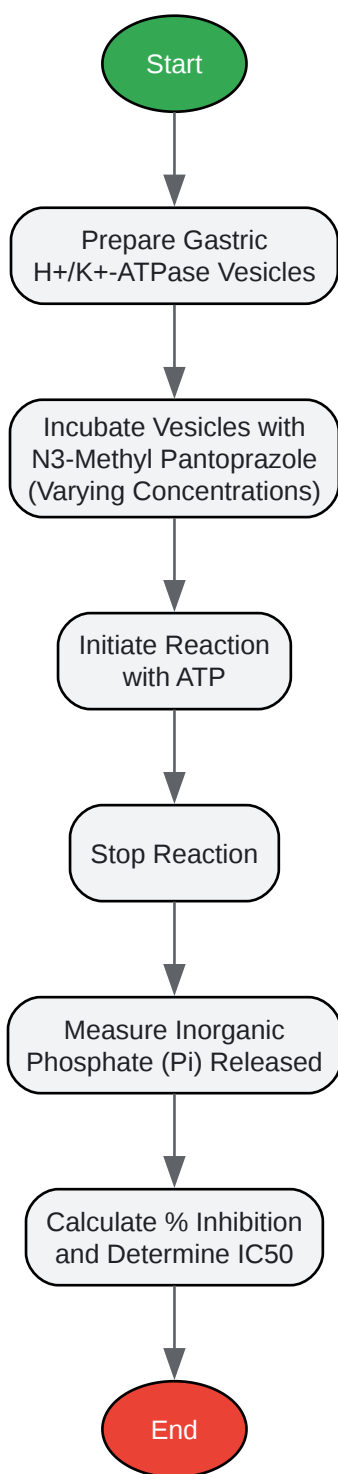 Start
Prepare Gastric
H+/K+-ATPase Vesicles
Incubate Vesicles with
N3-Methyl Pantoprazole
(Varying Concentrations)
Initiate Reaction
with ATP
Stop Reaction
Measure Inorganic
Phosphate (Pi) Released
Calculate % Inhibition
and Determine IC50
End